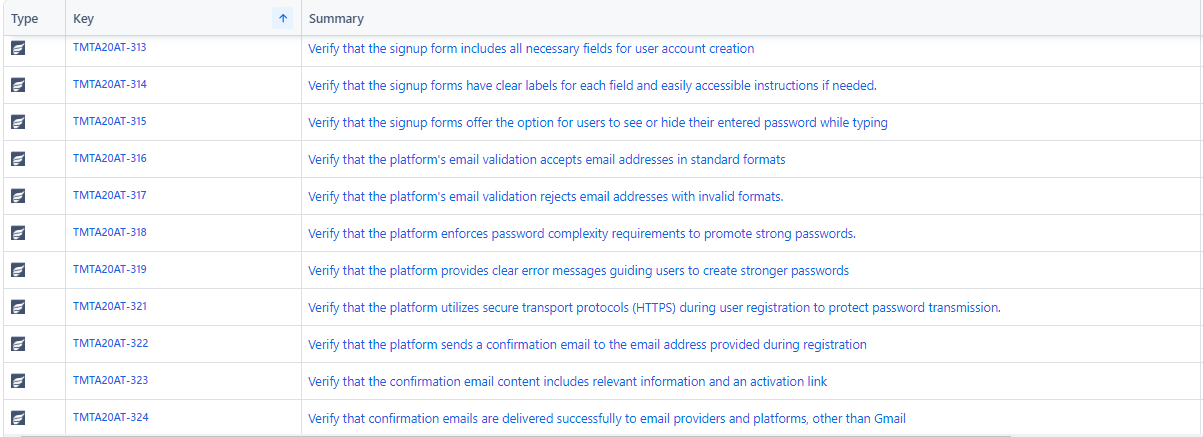 Type Key Summary
TMTA20AT-313 Verify that the signup form includes all necessary fields for user account creation
TMTA20AT-314 Verify that the signup forms have clear labels for each field and easily accessible instructions if needed.
TMTA20AT-315 Verify that the signup forms offer the option for users to see or hide their entered password while typing
TMTA20AT-316 Verify that the platform's email validation accepts email addresses in standard formats
TMTA20AT-317 Verify that the platform's email validation rejects email addresses with invalid formats.
TMTA20AT-318 Verify that the platform enforces password complexity requirements to promote strong passwords.
TMTA20AT-319 Verify that the platform provides clear error messages guiding users to create stronger passwords
TMTA20AT-321 Verify that the platform utilizes secure transport protocols (HTTPS) during user registration to protect password transmission.
TMTA20AT-322 Verify that the platform sends a confirmation email to the email address provided during registration
TMTA20AT-323 Verify that the confirmation email content includes relevant information and an activation link
TMTA20AT-324 Verify that confirmation emails are delivered successfully to email providers and platforms, other than Gmail